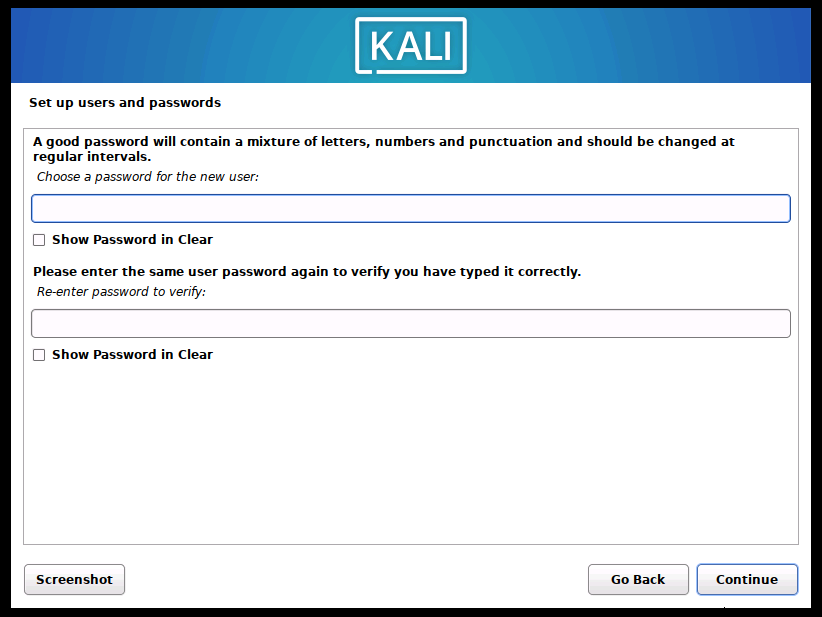 KALI
Set up users and passwords
A good password will contain a mixture of letters, numbers and punctuation and should be changed at
regular intervals.
Choose a password for the new user:
Show Password in Clear
Please enter the same user password again to verify you have typed it correctly.
Re-enter password to verify:
Show Password in Clear
Screenshot
Go Back
Continue